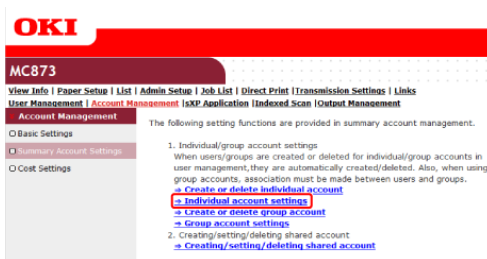 OKI
MC873
View Info | Paper Setup | List | Admin Setup | Job List | Direct Print |Transmission Settings | Links
User Management | Account Management |sXP Application |Indexed Scan |Output Management
Account Management
Basic Settings
Summary Account Settings
Cost Settings
The following setting functions are provided in summary account management.
1. Individual/group account settings
When users/groups are created or deleted for individual/group accounts in
user management,they are automatically created/deleted. Also, when using
group accounts, association must be made between users and groups.
⇒ Create or delete individual account
⇒ Individual account settings
⇒ Create or delete group account
⇒ Group account settings
2. Creating/setting/deleting shared account
⇒ Creating/setting/deleting shared account